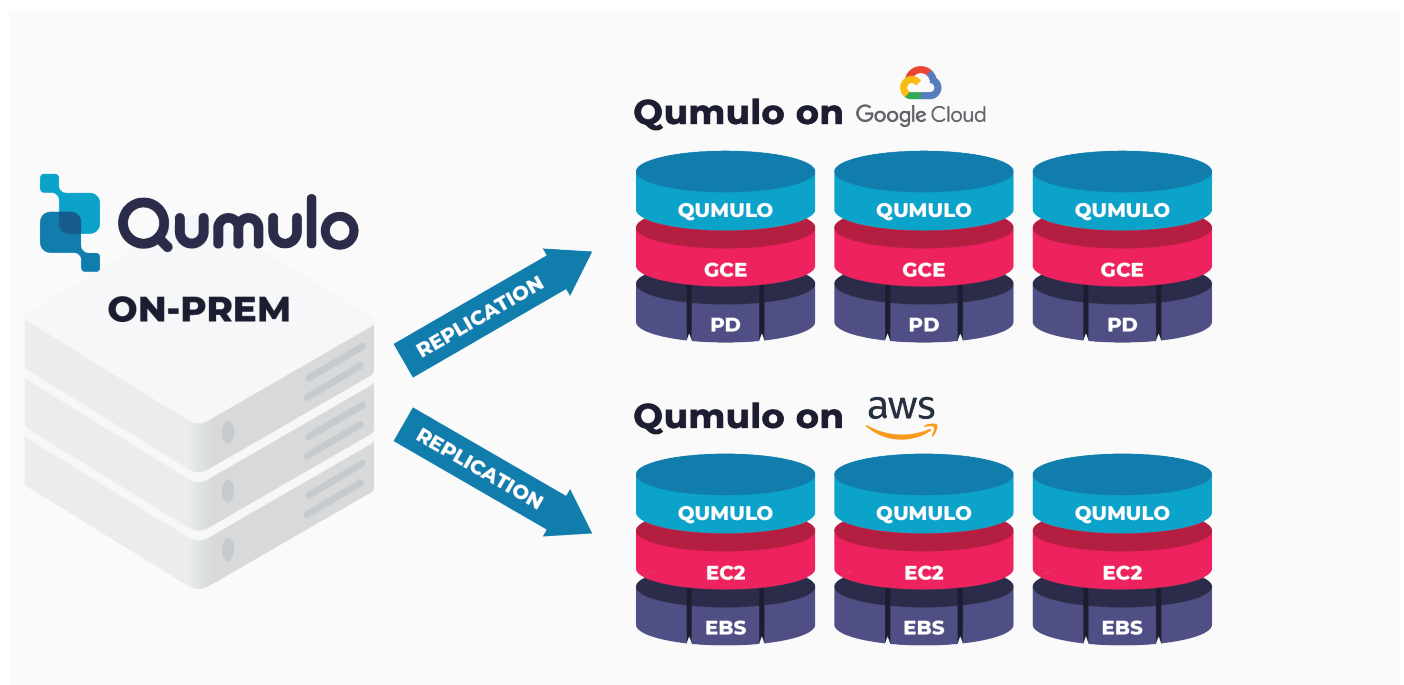 Qumulo
ON-PREM
REPLICATION
REPLICATION
Qumulo on Google Cloud
QUMULO QUMULO QUMULO
GCE GCE GCE
PD PD PD
Qumulo on aws
QUMULO QUMULO QUMULO
EC2 EC2 EC2
EBS EBS EBS